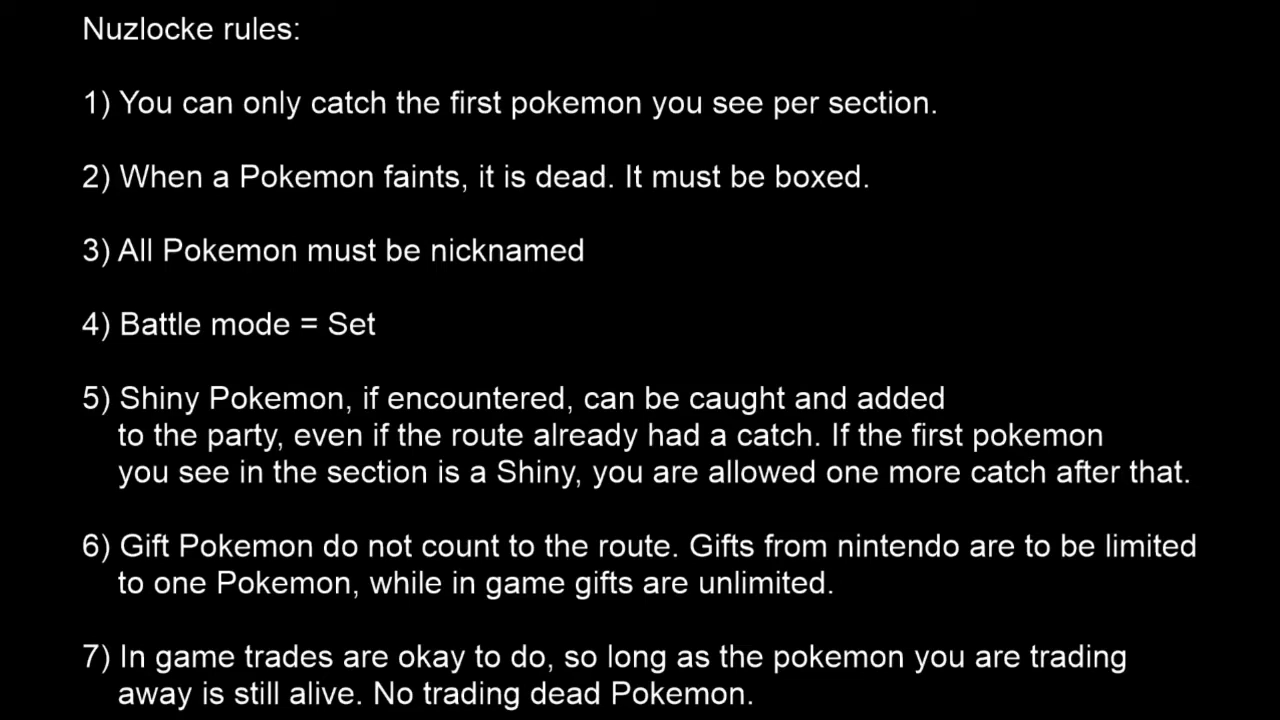 Nuzlocke rules:
1) You can only catch the first pokemon you see per section.
2) When a Pokemon faints, it is dead. It must be boxed.
3) All Pokemon must be nicknamed
4) Battle mode = Set
5) Shiny Pokemon, if encountered, can be caught and added
to the party, even if the route already had a catch. If the first pokemon
you see in the section is a Shiny, you are allowed one more catch after that.
6) Gift Pokemon do not count to the route. Gifts from nintendo are to be limited
to one Pokemon, while in game gifts are unlimited.
7) In game trades are okay to do, so long as the pokemon you are trading
away is still alive. No trading dead Pokemon.